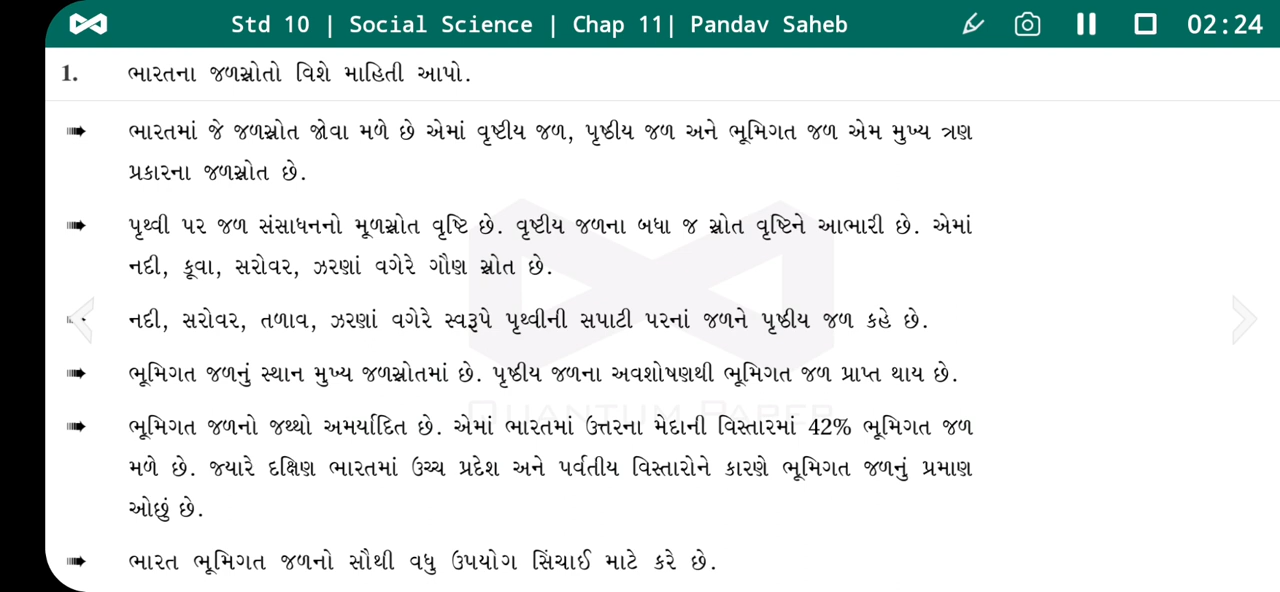 Std 10 | Social Science | Chap 11| Pandav Saheb
02:24
1. ભારતના જળસ્રોતો વિશે માહિતી આપો.
ભારતમાં જે જળસ્રોત જોવા મળે છે એમાં વૃષ્ટીય જળ, પૃષ્ઠીય જળ અને ભૂમિગત જળ એમ મુખ્ય ત્રણ
પ્રકારના જળસ્રોત છે.
પૃથ્વી પર જળ સંસાધનનો મૂળસ્રોત વૃષ્ટિ છે. વૃષ્ટીય જળના બધા જ સ્રોત વૃષ્ટિને આભારી છે. એમાં
નદી, કૂવા, સરોવર, ઝરણાં વગેરે ગૌણ સ્રોત છે.
નદી, સરોવર, તળાવ, ઝરણાં વગેરે સ્વરૂપે પૃથ્વીની સપાટી પરનાં જળને પૃષ્ઠીય જળ કહે છે.
ભૂમિગત જળનું સ્થાન મુખ્ય જળસ્રોતમાં છે. પૃષ્ઠીય જળના અવશોષણથી ભૂમિગત જળ પ્રાપ્ત થાય છે.
QUANTUM PAPER
ભૂમિગત જળનો જથ્થો અમર્યાદિત છે. એમાં ભારતમાં ઉત્તરના મેદાની વિસ્તારમાં 42% ભૂમિગત જળ
મળે છે. જયારે દક્ષિણ ભારતમાં ઉચ્ચ પ્રદેશ અને પર્વતીય વિસ્તારોને કારણે ભૂમિગત જળનું પ્રમાણ
ઓછું છે.
ભારત ભૂમિગત જળનો સૌથી વધુ ઉપયોગ સિંચાઈ માટે કરે છે.